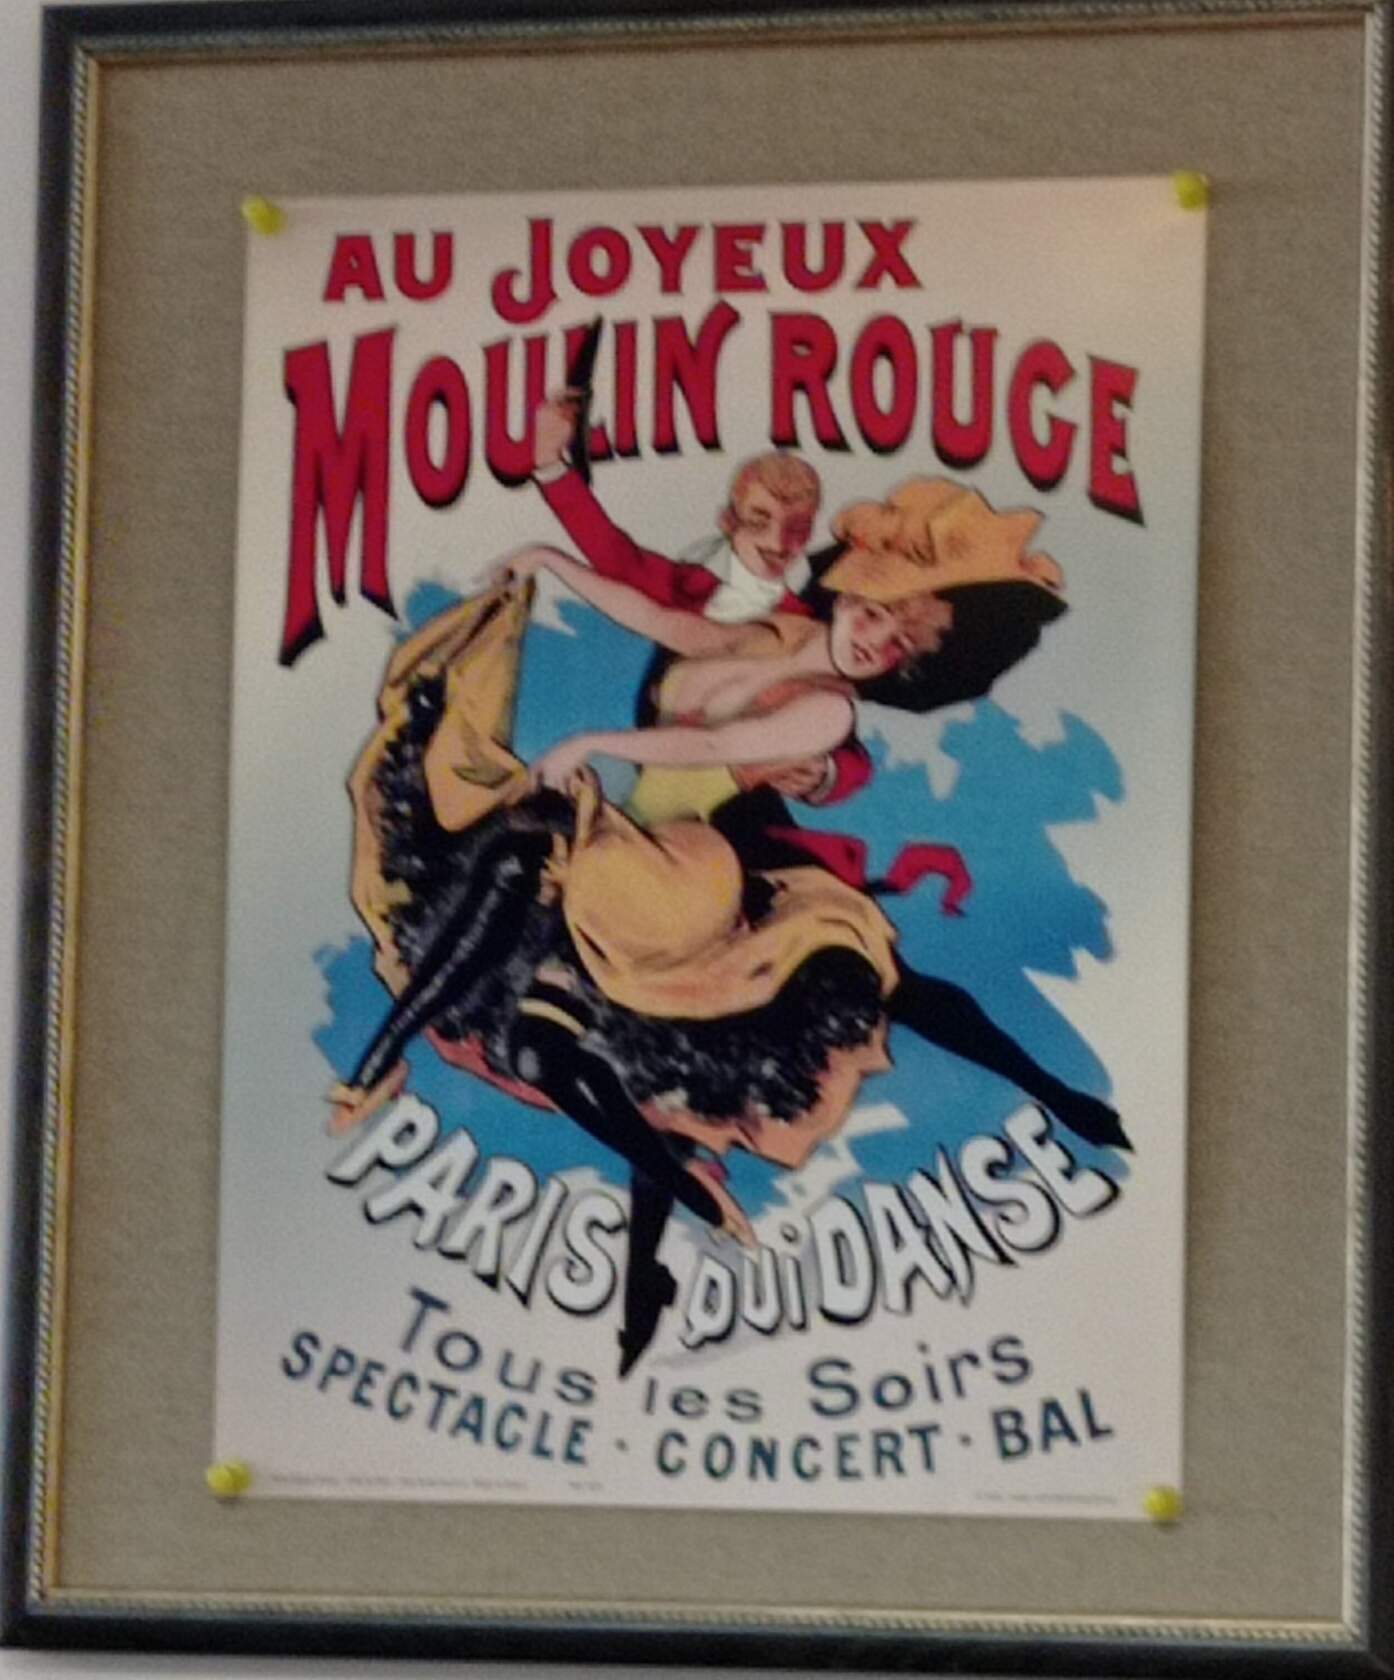 AU JOYEUX
MOULIN ROUGE
PARIS QUI DANSE
Tous les Soirs
SPECTACLE · CONCERT · BAL